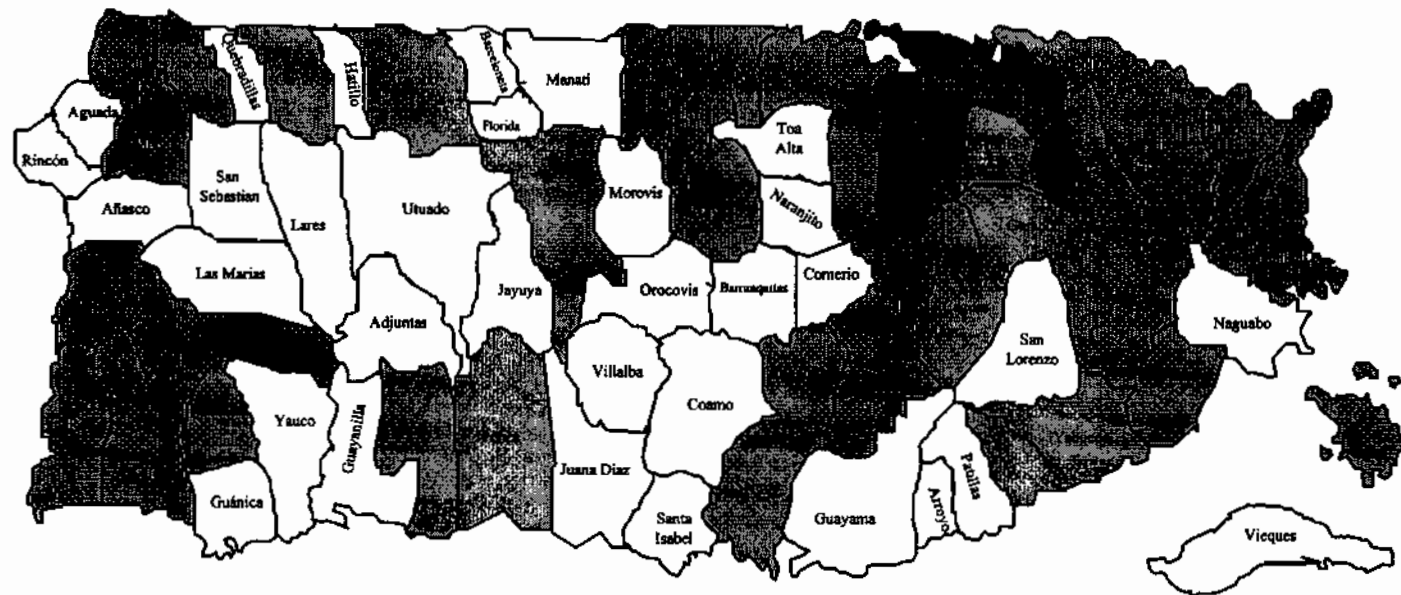 Quebradillas
Hatillo
Barceloneta
Manatí
Aguada
Florida
Toa
Alta
Rincón
San
Sebastian
Morovis
Utuado
Naranjito
Añasco
Lares
Las Marias
Jayuya
Orocovis
Barranquitas
Comerio
Adjuntas
Naguabo
San
Lorenzo
Villalba
Coamo
Yauco
Guayanilla
Juana Diaz
Patillas
Guánica
Arroyo
Santa
Isabel
Guayama
Vieques